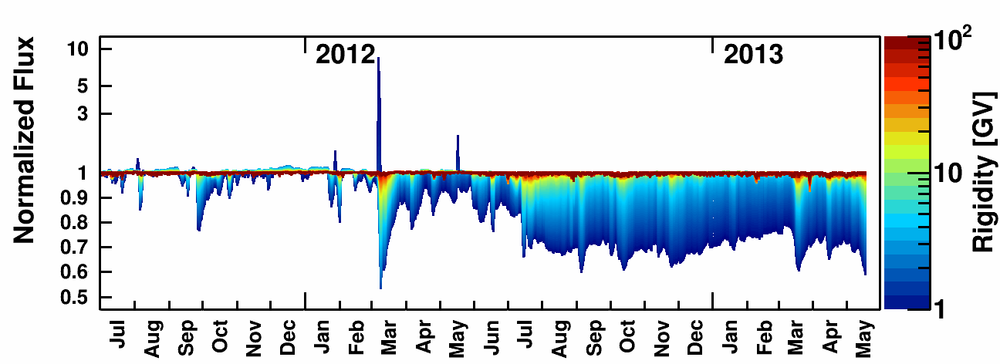 Normalized Flux
10
5
3
1
0.9
0.8
0.7
0.6
0.5
2012
2013
Jul
Aug
Sep
Oct
Nov
Dec
Jan
Feb
Mar
Apr
May
Jun
Jul
Aug
Sep
Oct
Nov
Dec
Jan
Feb
Mar
Apr
May
10²
10
1
Rigidity [GV]